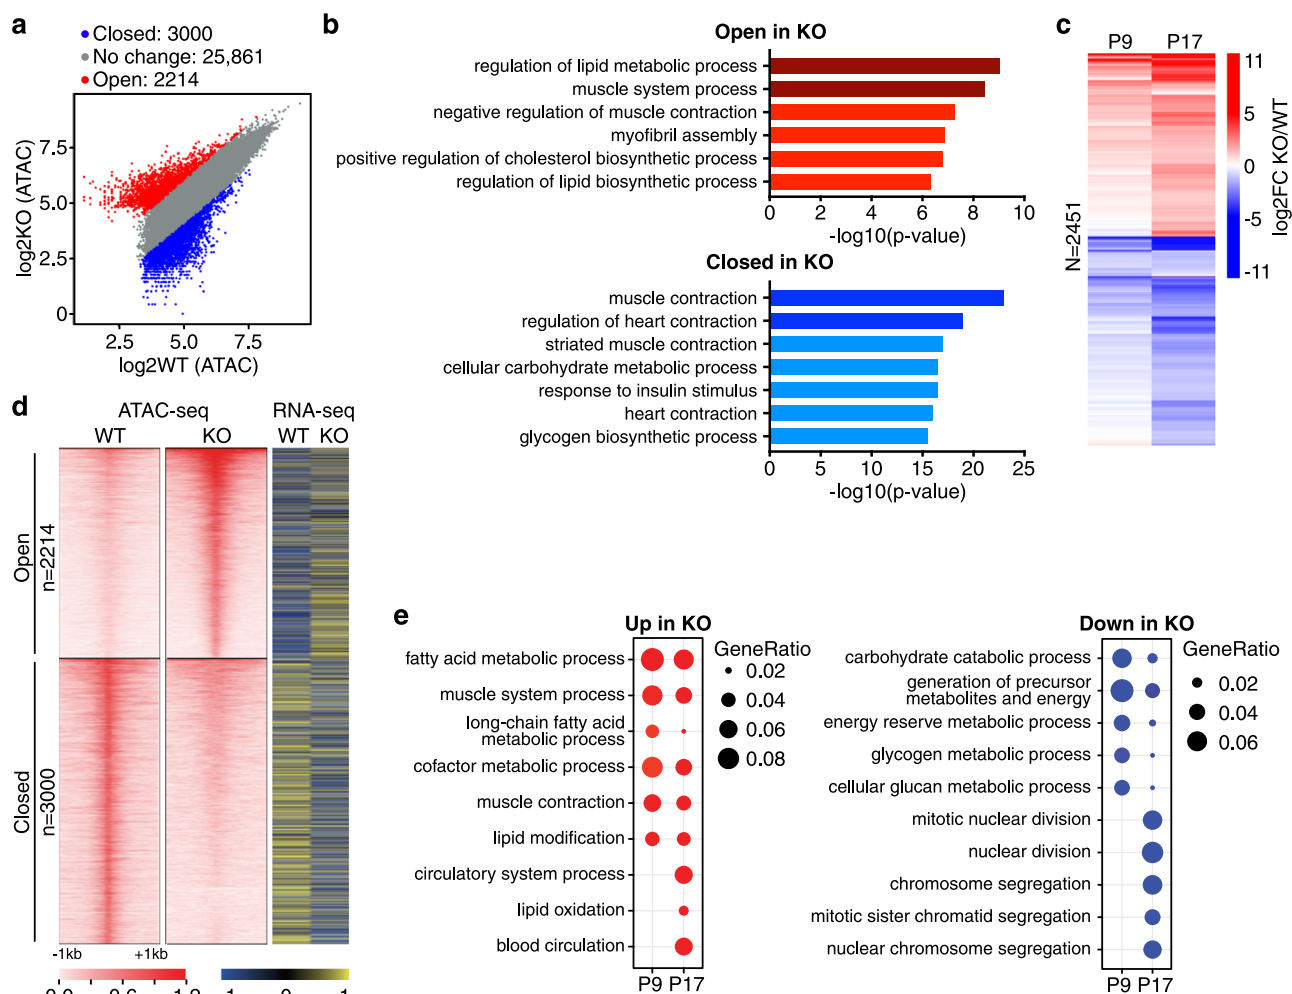 a
Closed: 3000
No change: 25,861
Open: 2214
log2KO (ATAC)
7.5
5.0
2.5
0
2.5 5.0 7.5
log2WT (ATAC)
b
Open in KO
regulation of lipid metabolic process
muscle system process
negative regulation of muscle contraction
myofibril assembly
positive regulation of cholesterol biosynthetic process
regulation of lipid biosynthetic process
0 2 4 6 8 10
-log10(p-value)
Closed in KO
muscle contraction
regulation of heart contraction
striated muscle contraction
cellular carbohydrate metabolic process
response to insulin stimulus
heart contraction
glycogen biosynthetic process
0 5 10 15 20 25
-log10(p-value)
c
P9 P17
N=2451
11
5
0
-5
-11
log2FC KO/WT
d
ATAC-seq RNA-seq
WT KO WT KO
Open
n=2214
Closed
n=3000
-1kb +1kb
e
Up in KO
fatty acid metabolic process
muscle system process
long-chain fatty acid
metabolic process
cofactor metabolic process
muscle contraction
lipid modification
circulatory system process
lipid oxidation
blood circulation
P9 P17
GeneRatio
0.02
0.04
0.06
0.08
Down in KO
carbohydrate catabolic process
generation of precursor
metabolites and energy
energy reserve metabolic process
glycogen metabolic process
cellular glucan metabolic process
mitotic nuclear division
nuclear division
chromosome segregation
mitotic sister chromatid segregation
nuclear chromosome segregation
P9 P17
GeneRatio
0.02
0.04
0.06